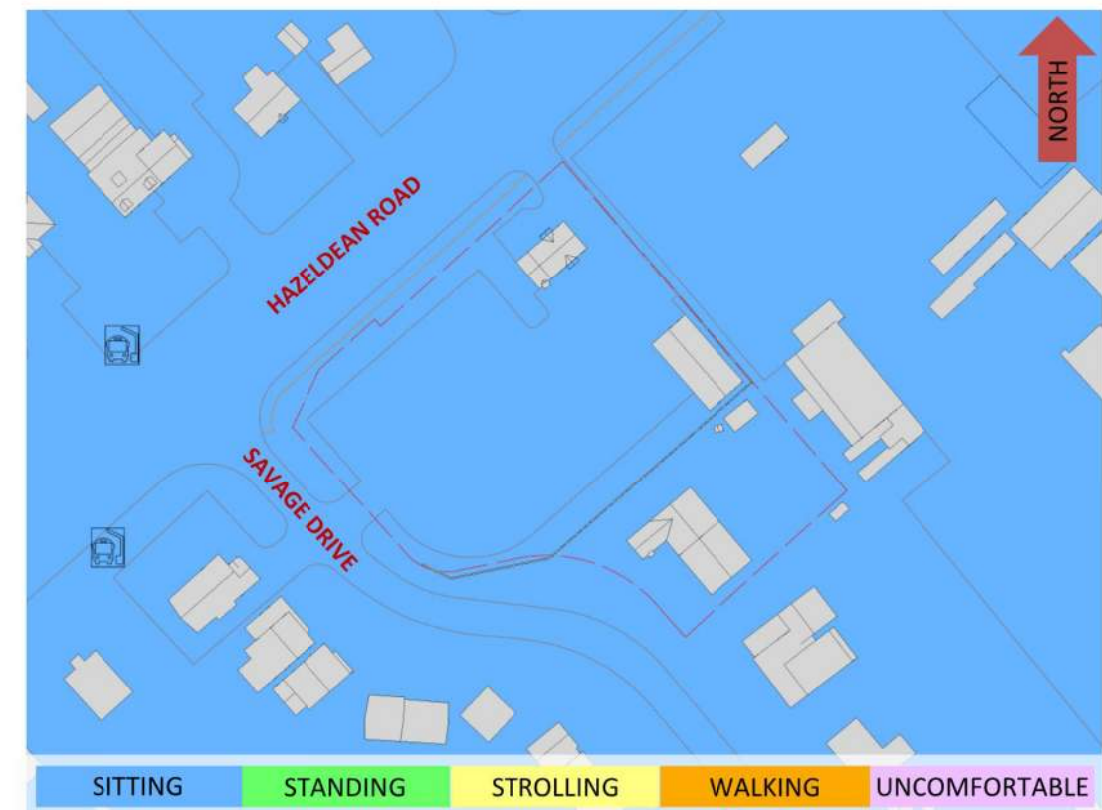 NORTH
HAZELDEAN ROAD
SAVAGE DRIVE
SITTING STANDING STROLLING WALKING UNCOMFORTABLE